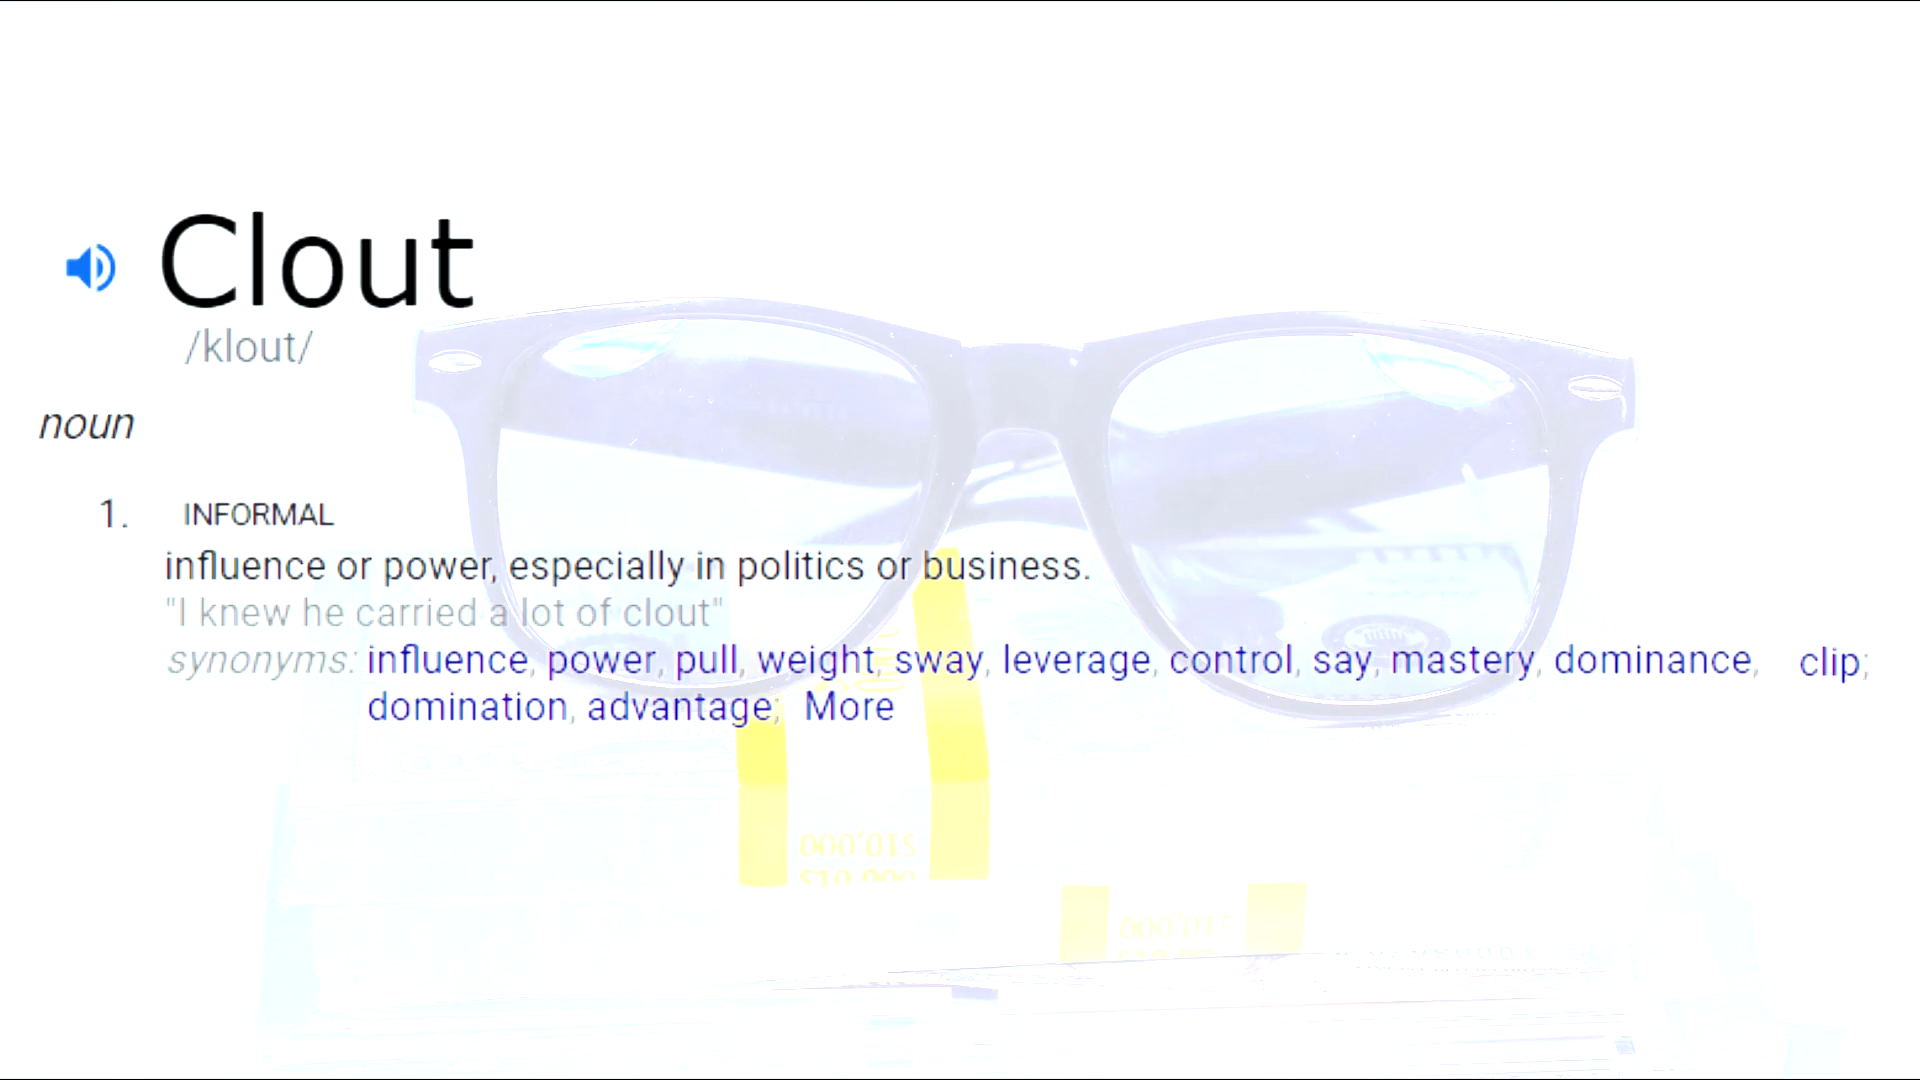 Clout
/klout/
noun
1. INFORMAL
influence or power, especially in politics or business.
"I knew he carried a lot of clout"
synonyms: influence, power, pull, weight, sway, leverage, control, say, mastery, dominance, clip;
domination, advantage; More
$10,000
$10,000